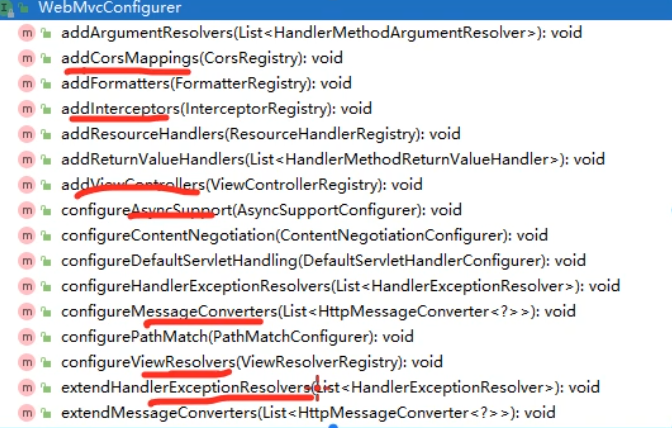 WebMvcConfigurer
m addArgumentResolvers(List<HandlerMethodArgumentResolver>): void
m addCorsMappings(CorsRegistry): void
m addFormatters(FormatterRegistry): void
m addInterceptors(InterceptorRegistry): void
m addResourceHandlers(ResourceHandlerRegistry): void
m addReturnValueHandlers(List<HandlerMethodReturnValueHandler>): void
m addViewControllers(ViewControllerRegistry): void
m configureAsyncSupport(AsyncSupportConfigurer): void
m configureContentNegotiation(ContentNegotiationConfigurer): void
m configureDefaultServletHandling(DefaultServletHandlerConfigurer): void
m configureHandlerExceptionResolvers(List<HandlerExceptionResolver>): void
m configureMessageConverters(List<HttpMessageConverter<?>>): void
m configurePathMatch(PathMatchConfigurer): void
m configureViewResolvers(ViewResolverRegistry): void
m extendHandlerExceptionResolvers(List<HandlerExceptionResolver>): void
m extendMessageConverters(List<HttpMessageConverter<?>>): void